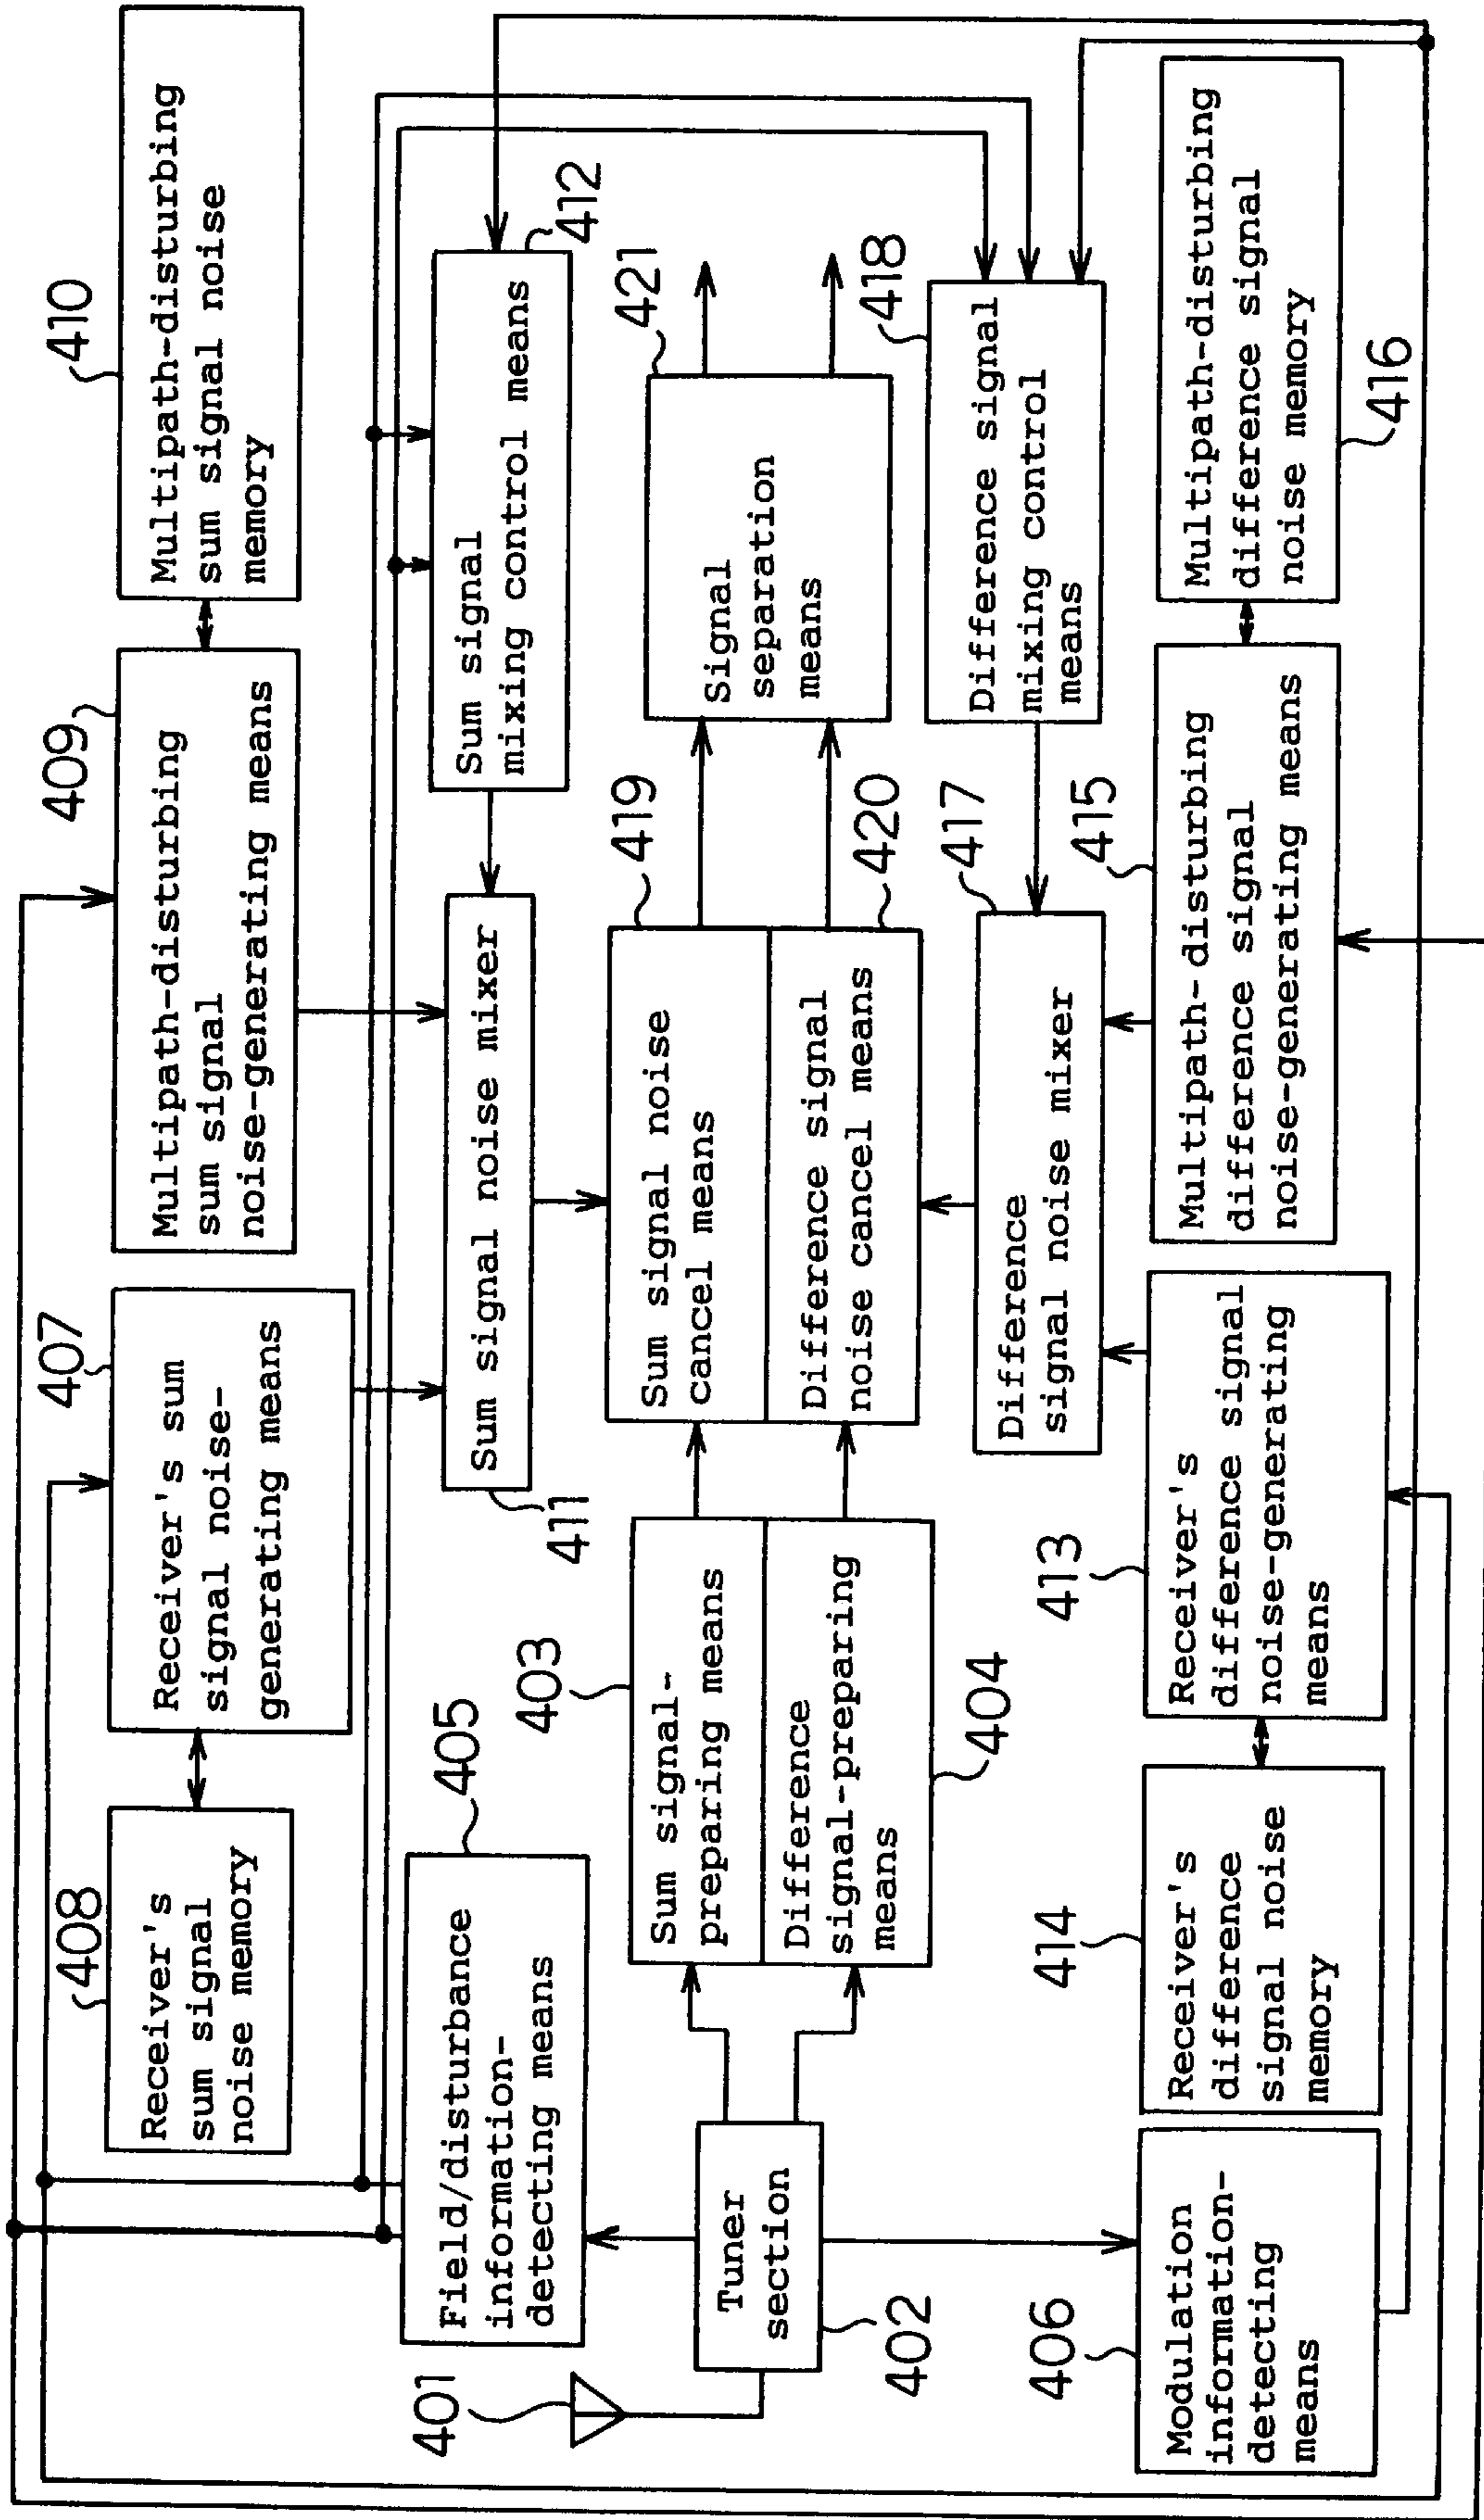 408
Receiver's
sum signal
noise memory
407
Receiver's sum
signal noise-
generating means
409
Multipath-disturbing
sum signal
noise-generating means
410
Multipath-disturbing
sum signal noise
memory
405
Field/disturbance
information-
detecting means
411
Sum signal noise mixer
412
Sum signal
mixing control means
401
402
Tuner
section
403
Sum signal-
preparing means
404
Difference
signal-preparing
means
419
Sum signal noise
cancel means
420
Difference signal
noise cancel means
421
Signal
separation
means
417
Difference
signal noise mixer
418
Difference signal
mixing control
means
406
Modulation
information-
detecting
means
414
Receiver's
difference
signal noise
memory
413
Receiver's
difference signal
noise-generating
means
415
Multipath-disturbing
difference signal
noise-generating means
416
Multipath-disturbing
difference signal
noise memory